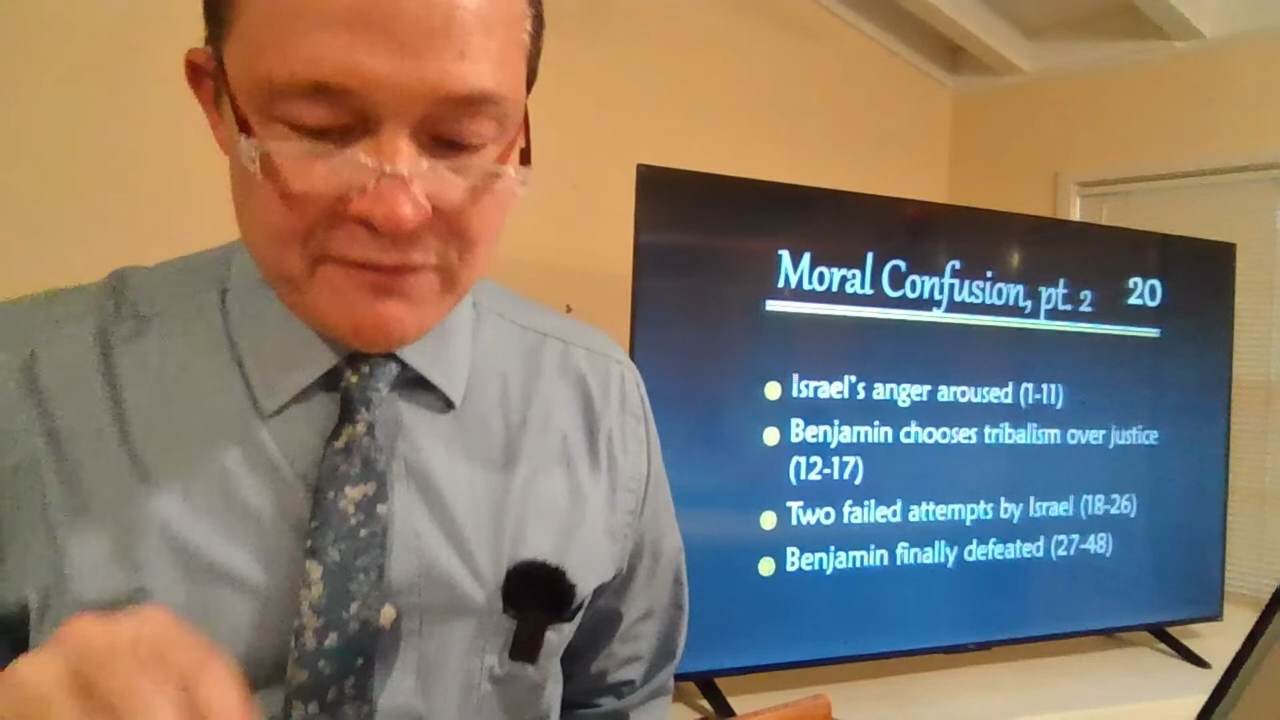 Moral Confusion, pt. 2 20
Israel's anger aroused (1-11)
Benjamin chooses tribalism over justice
(12-17)
Two failed attempts by Israel (18-26)
Benjamin finally defeated (27-48)